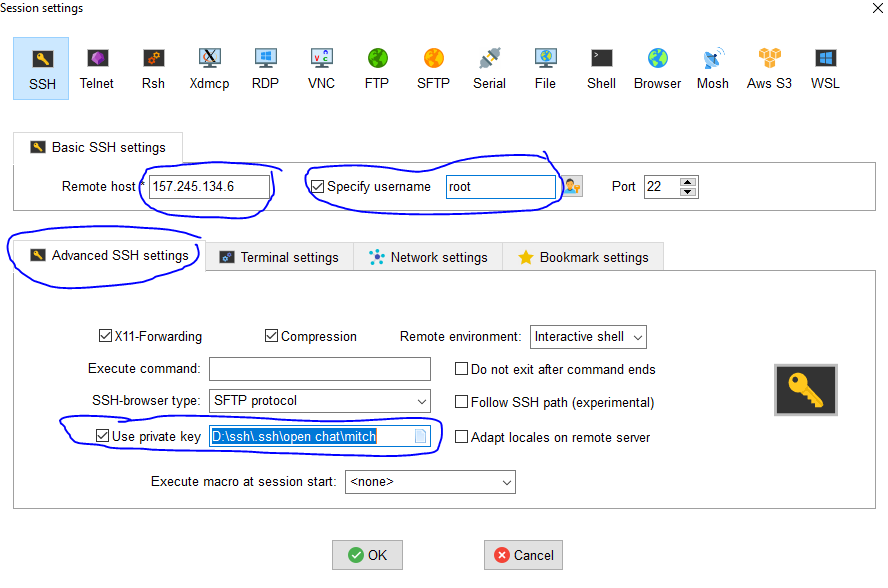 Session settings
SSH Telnet Rsh Xdmcp RDP VNC FTP SFTP Serial File Shell Browser Mosh Aws S3 WSL
Basic SSH settings
Remote host * 157.245.134.6 Specify username root Port 22
Advanced SSH settings Terminal settings Network settings Bookmark settings
X11-Forwarding Compression Remote environment: Interactive shell
Execute command: Do not exit after command ends
SSH-browser type: SFTP protocol Follow SSH path (experimental)
Use private key D:\ssh\.ssh\open chat\mitch Adapt locales on remote server
Execute macro at session start: <none>
OK Cancel